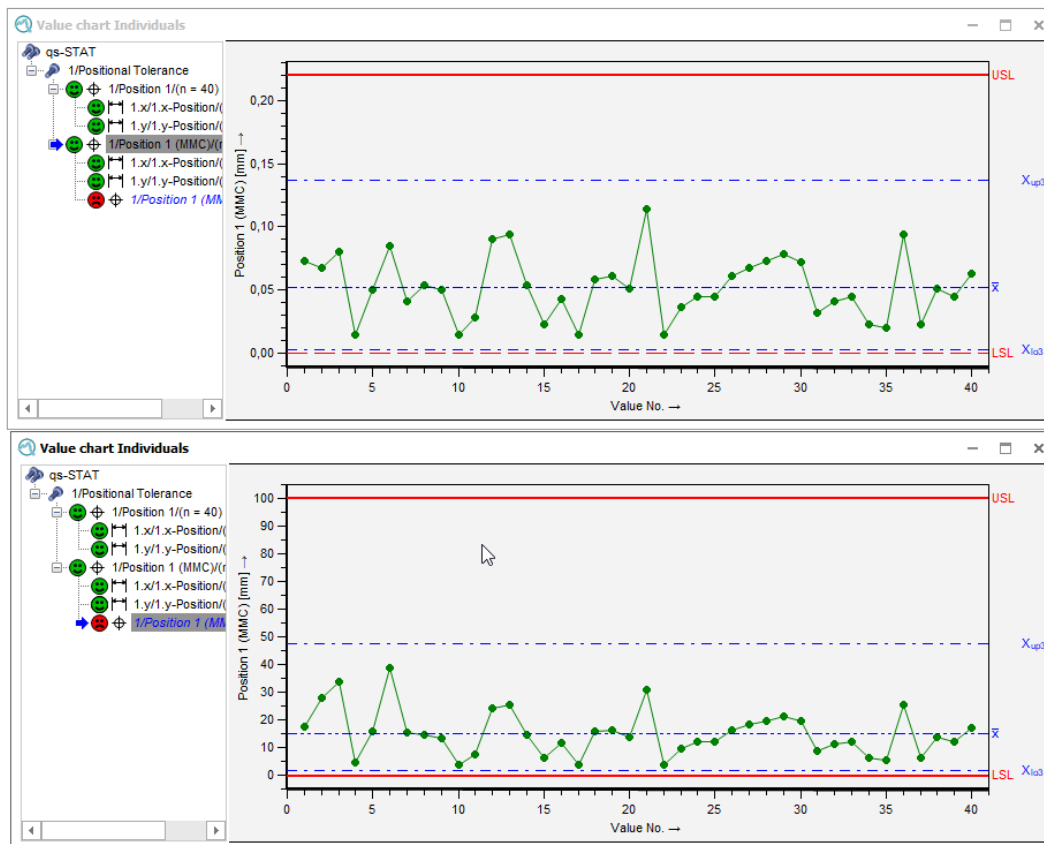 Value chart Individuals
qs-STAT
1/Positional Tolerance
1/Position 1/(n = 40)
1.x/1.x-Position/(
1.y/1.y-Position/(
1/Position 1 (MMC)/(n
1.x/1.x-Position/(
1.y/1.y-Position/(
1/Position 1 (MM
Position 1 (MMC) [mm] →
0,20
0,15
0,10
0,05
0,00
USL
Xup3
x̅
LSL
Xlo3
0 5 10 15 20 25 30 35 40
Value No. →
Value chart Individuals
qs-STAT
1/Positional Tolerance
1/Position 1/(n = 40)
1.x/1.x-Position/(
1.y/1.y-Position/(
1/Position 1 (MMC)/(n
1.x/1.x-Position/(
1.y/1.y-Position/(
1/Position 1 (MM
Position 1 (MMC) [mm] →
100
90
80
70
60
50
40
30
20
10
0
USL
Xup3
x̅
LSL
Xlo3
0 5 10 15 20 25 30 35 40
Value No. →